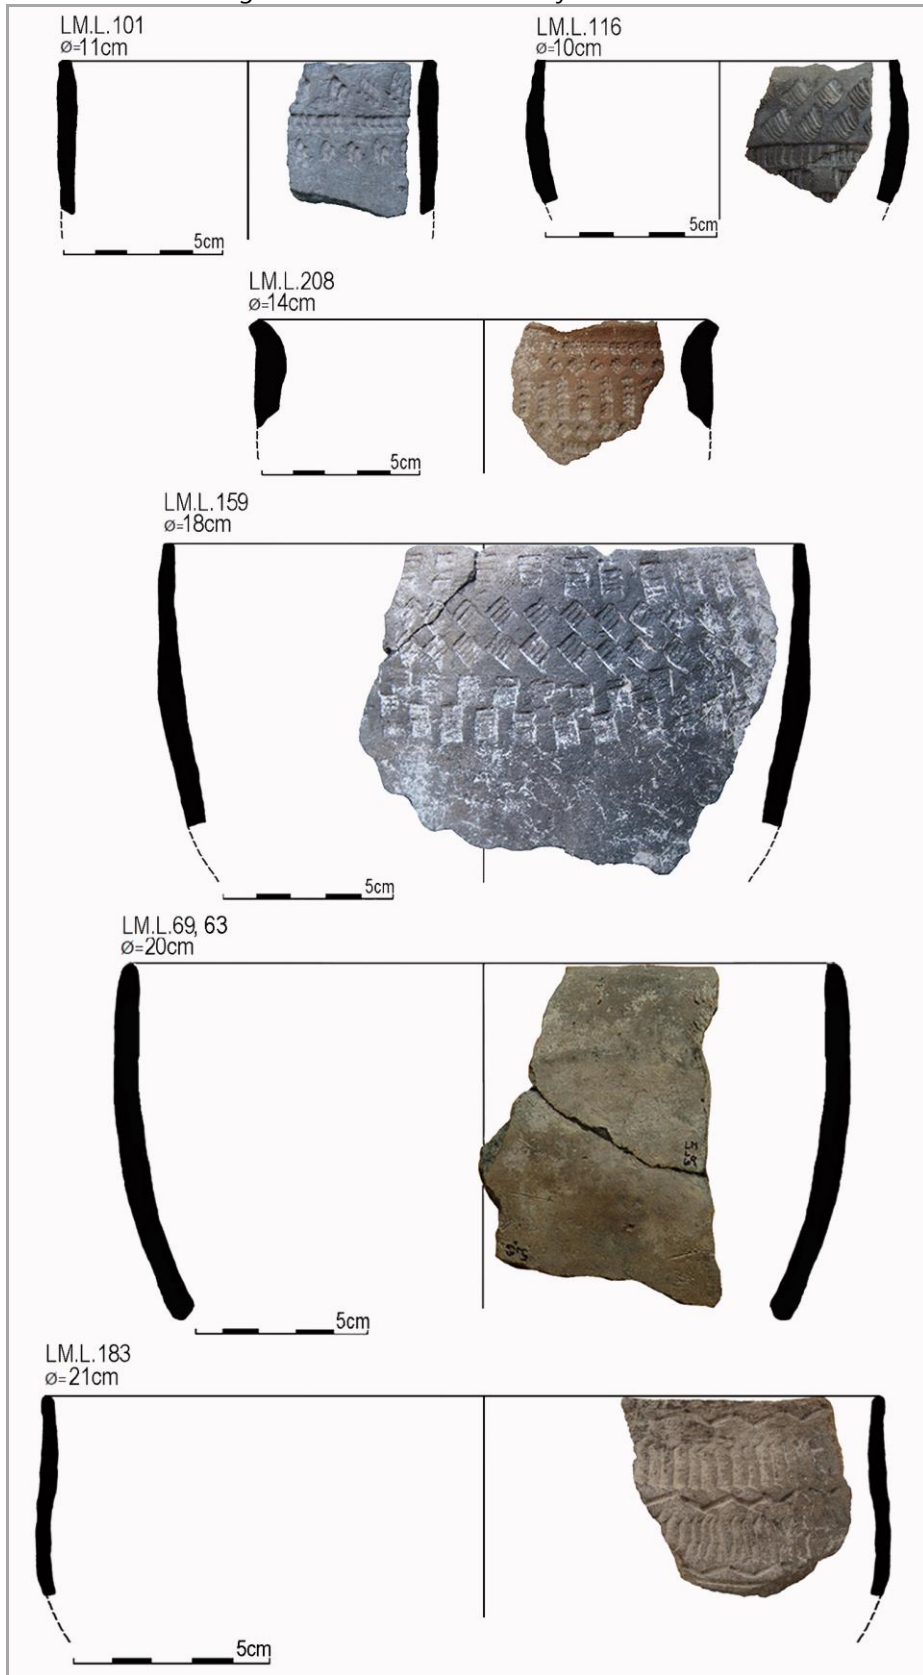 LM.L.101
ø=11cm
LM.L.116
ø=10cm
5cm
5cm
LM.L.208
ø=14cm
5cm
LM.L.159
ø=18cm
5cm
LM.L.69, 63
ø=20cm
5cm
LM.L.183
ø=21cm
5cm